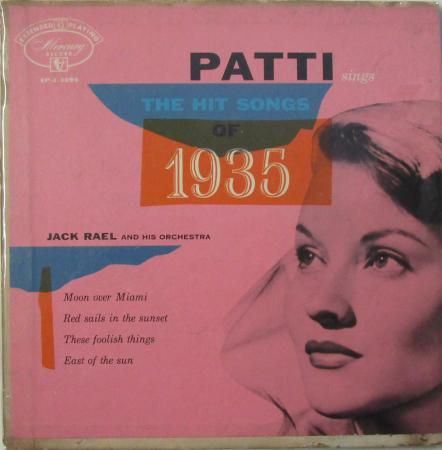 EXTENDED PLAYING
Mercury
RECORDS
PATTI sings
THE HIT SONGS
OF
1935
JACK RAEL AND HIS ORCHESTRA
Moon over Miami
Red sails in the sunset
These foolish things
East of the sun